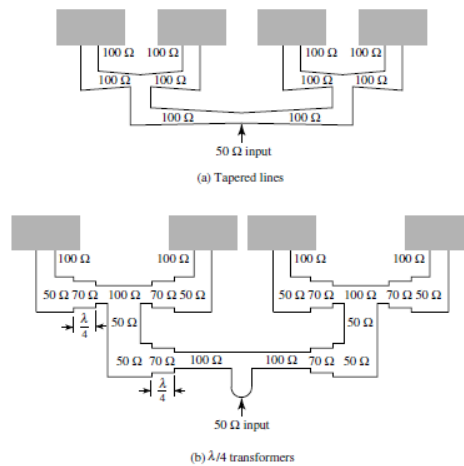 100 Ω 100 Ω 100 Ω 100 Ω
100 Ω 100 Ω 100 Ω 100 Ω
100 Ω 100 Ω
50 Ω input
(a) Tapered lines
100 Ω 100 Ω 100 Ω 100 Ω
50 Ω 70 Ω 100 Ω 70 Ω 50 Ω 50 Ω 70 Ω 100 Ω 70 Ω 50 Ω
λ/4 50 Ω 50 Ω
50 Ω 70 Ω 100 Ω 100 Ω 70 Ω 50 Ω
λ/4
50 Ω input
(b) λ/4 transformers